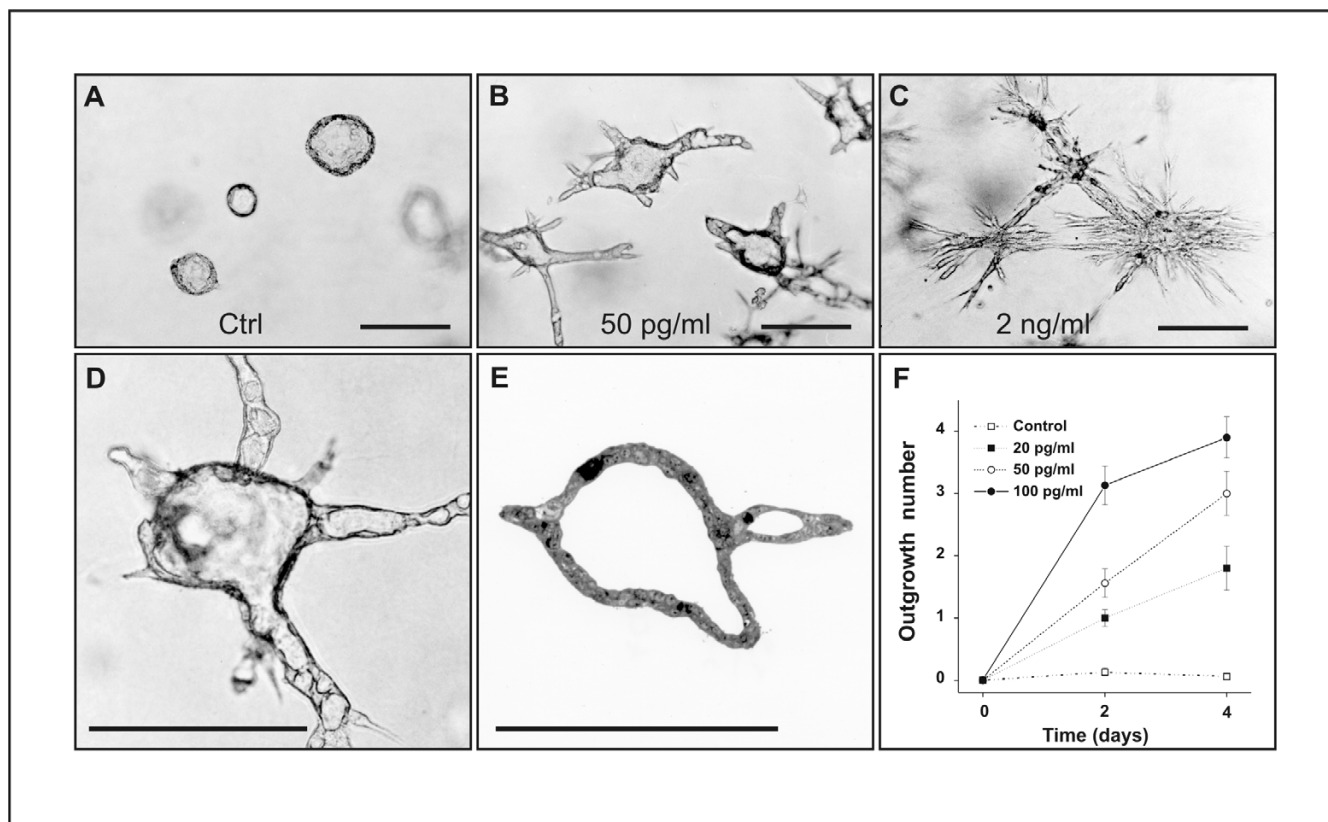 A
Ctrl
B
50 pg/ml
C
2 ng/ml
D
E
F
Control
20 pg/ml
50 pg/ml
100 pg/ml
Outgrowth number
4
3
2
1
0
0 2 4
Time (days)